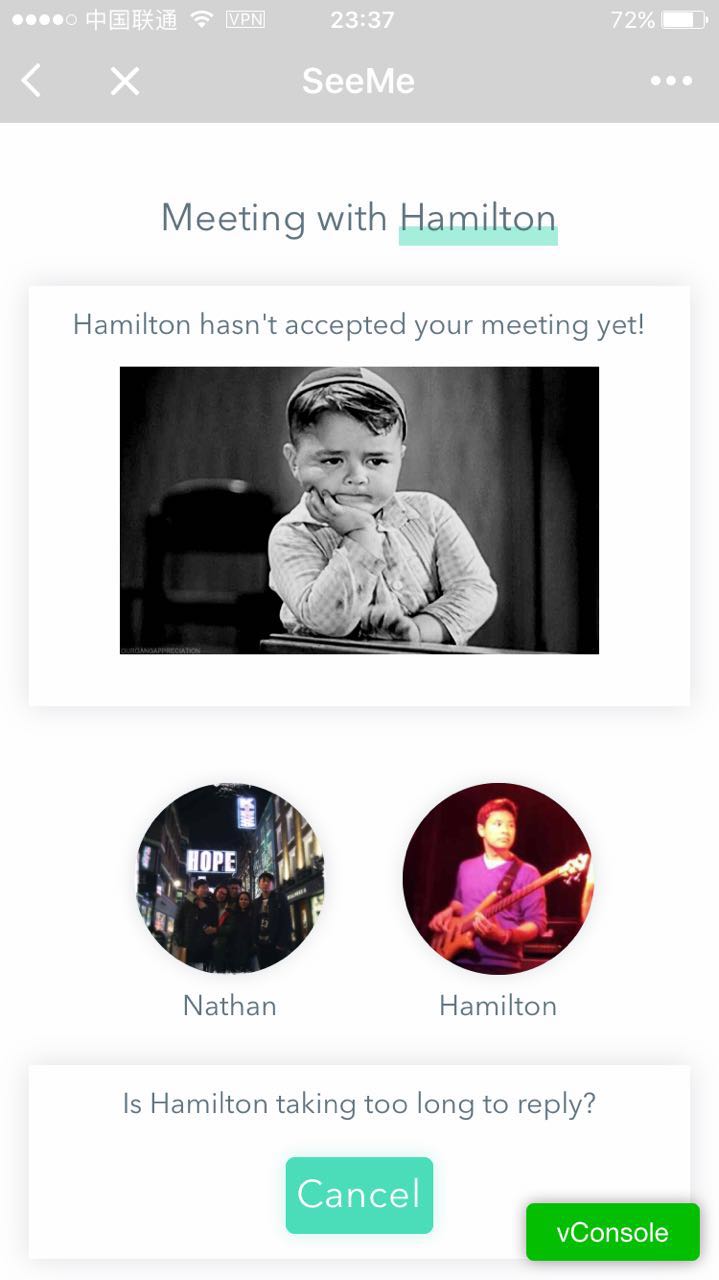 中国联通 VPN 23:37 72%
SeeMe
Meeting with Hamilton
Hamilton hasn't accepted your meeting yet!
OURGANGAPPRECIATION
HOPE
Nathan Hamilton
Is Hamilton taking too long to reply?
Cancel
vConsole